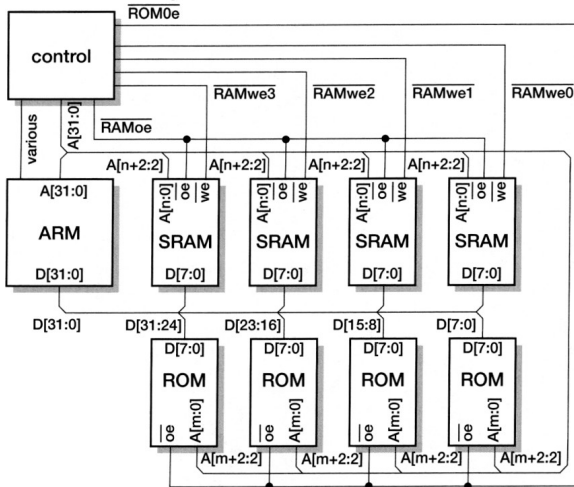 ROM0e
control
RAMwe3
RAMwe2
RAMwe1
RAMwe0
various
A[31:0]
RAMoe
A[n+2:2]
A[n+2:2]
A[n+2:2]
A[n+2:2]
A[31:0]
ARM
D[31:0]
A[n:0]
oe
we
SRAM
D[7:0]
A[n:0]
oe
we
SRAM
D[7:0]
A[n:0]
oe
we
SRAM
D[7:0]
A[n:0]
oe
we
SRAM
D[7:0]
D[31:0]
D[31:24]
D[23:16]
D[15:8]
D[7:0]
D[7:0]
ROM
oe
A[m:0]
D[7:0]
ROM
oe
A[m:0]
D[7:0]
ROM
oe
A[m:0]
D[7:0]
ROM
oe
A[m:0]
A[m+2:2]
A[m+2:2]
A[m+2:2]
A[m+2:2]